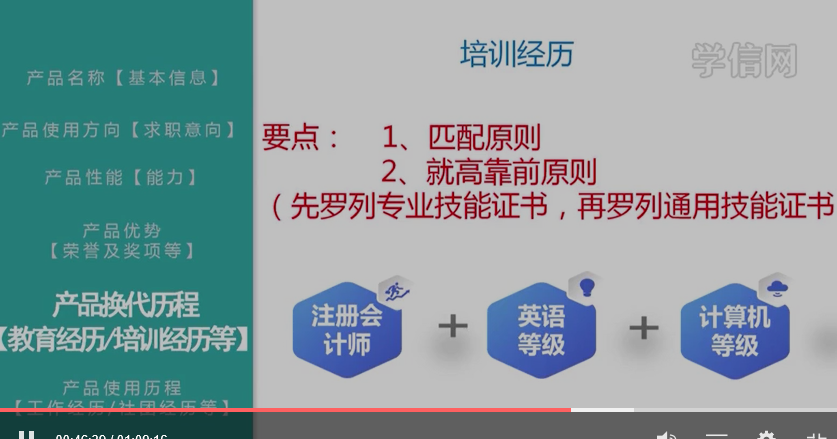 产品名称【基本信息】
产品使用方向【求职意向】
产品性能【能力】
产品优势
【荣誉及奖项等】
产品换代历程
【教育经历/培训经历等】
产品使用历程
【工作经历/社团经历等】
培训经历
学信网
要点： 1、匹配原则
2、就高靠前原则
（先罗列专业技能证书，再罗列通用技能证书
注册会
计师
+
英语
等级
+
计算机
等级